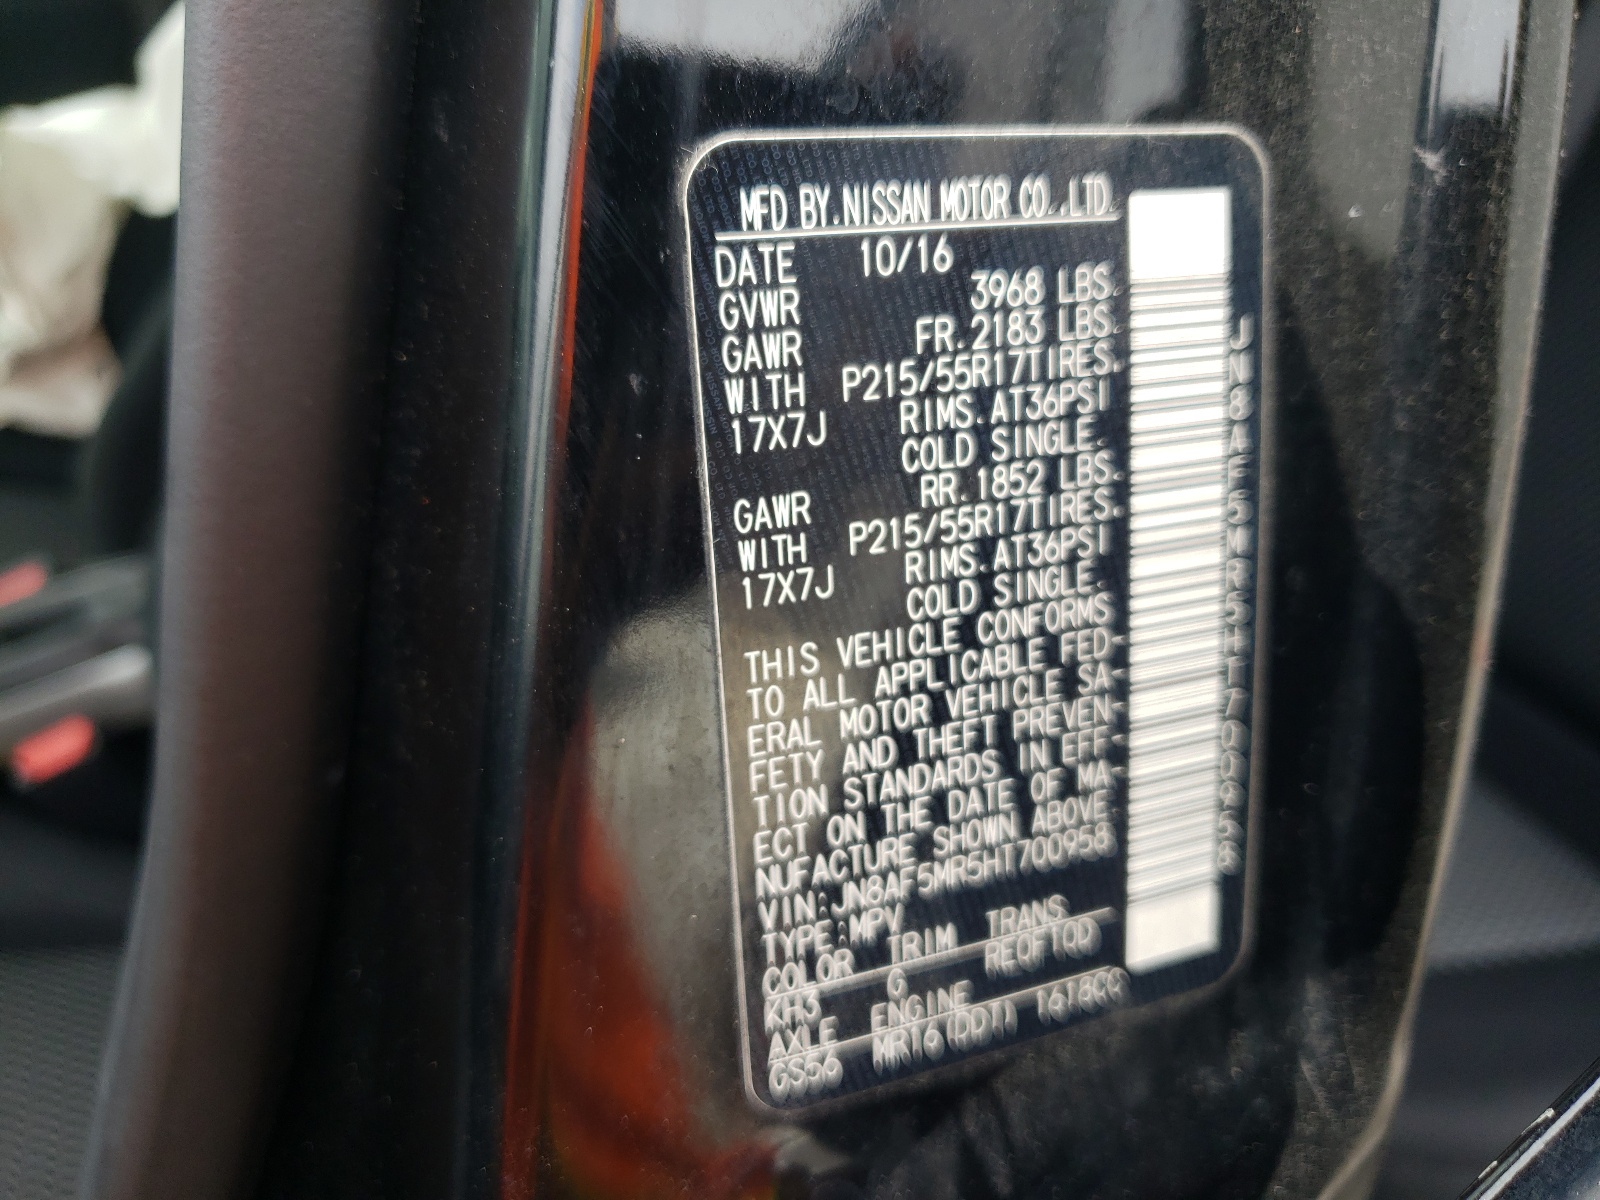 MFD BY.NISSAN MOTOR CO.,LTD.
DATE 10/16
GVWR 3968 LBS.
GAWR FR.2183 LBS.
WITH P215/55R17TIRES.
17X7J RIMS.AT36PSI
COLD SINGLE.
GAWR RR.1852 LBS.
WITH P215/55R17TIRES.
17X7J RIMS.AT36PSI
COLD SINGLE.
THIS VEHICLE CONFORMS
TO ALL APPLICABLE FED-
ERAL MOTOR VEHICLE SA-
FETY AND THEFT PREVEN-
TION STANDARDS IN EFF-
ECT ON THE DATE OF MA-
NUFACTURE SHOWN ABOVE.
VIN:JN8AF5MR5HT700958
TYPE:MPV
COLOR TRIM TRANS
KH3 G RE0F10D
AXLE ENGINE
GS56 MR16(DDT) 1618CC
JN8AF5MR5HT700958